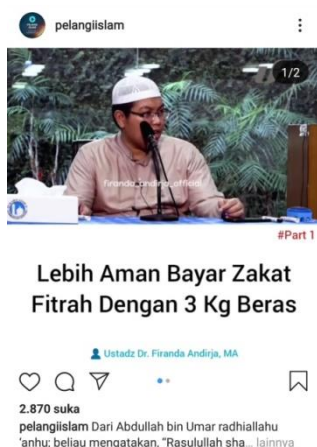 pelangiislam
1/2
firanda_andirja_official
#Part 1
Lebih Aman Bayar Zakat
Fitrah Dengan 3 Kg Beras
Ustadz Dr. Firanda Andirja, MA
2.870 suka
pelangiislam Dari Abdullah bin Umar radhiallahu
'anhu; beliau mengatakan, "Rasulullah sha... lainnya